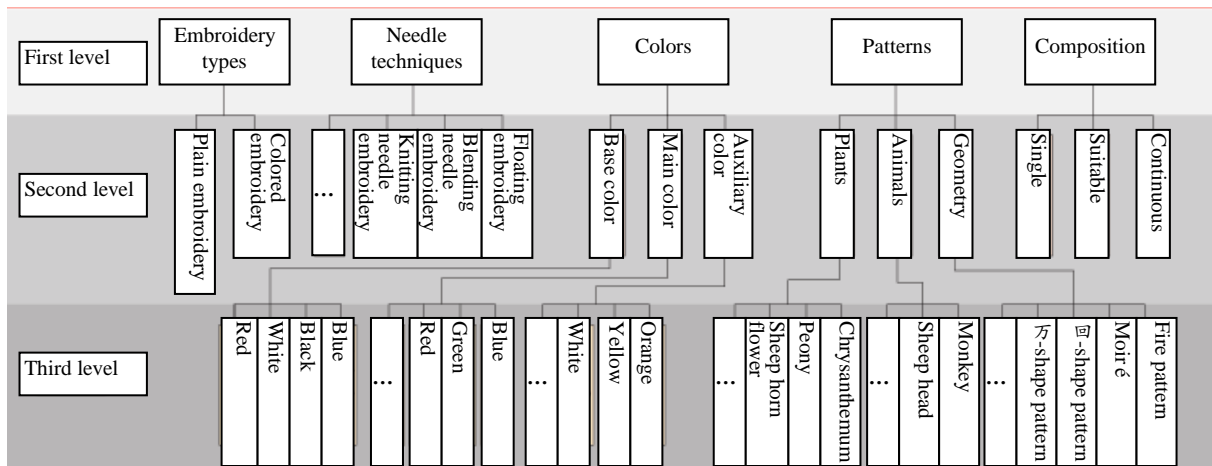 First level
Embroidery
types
Needle
techniques
Colors
Patterns
Composition
Second level
Plain embroidery
Colored
embroidery
...
Knitting
needle
embroidery
Blending
needle
embroidery
Floating
embroidery
Base color
Main color
Auxiliary
color
Plants
Animals
Geometry
Single
Suitable
Continuous
Third level
Red
White
Black
Blue
...
Red
Green
Blue
...
White
Yellow
Orange
...
Sheep horn
flower
Peony
Chrysanthemum
...
Sheep head
Monkey
...
万-shape pattern
回-shape pattern
Moir é
Fire pattern